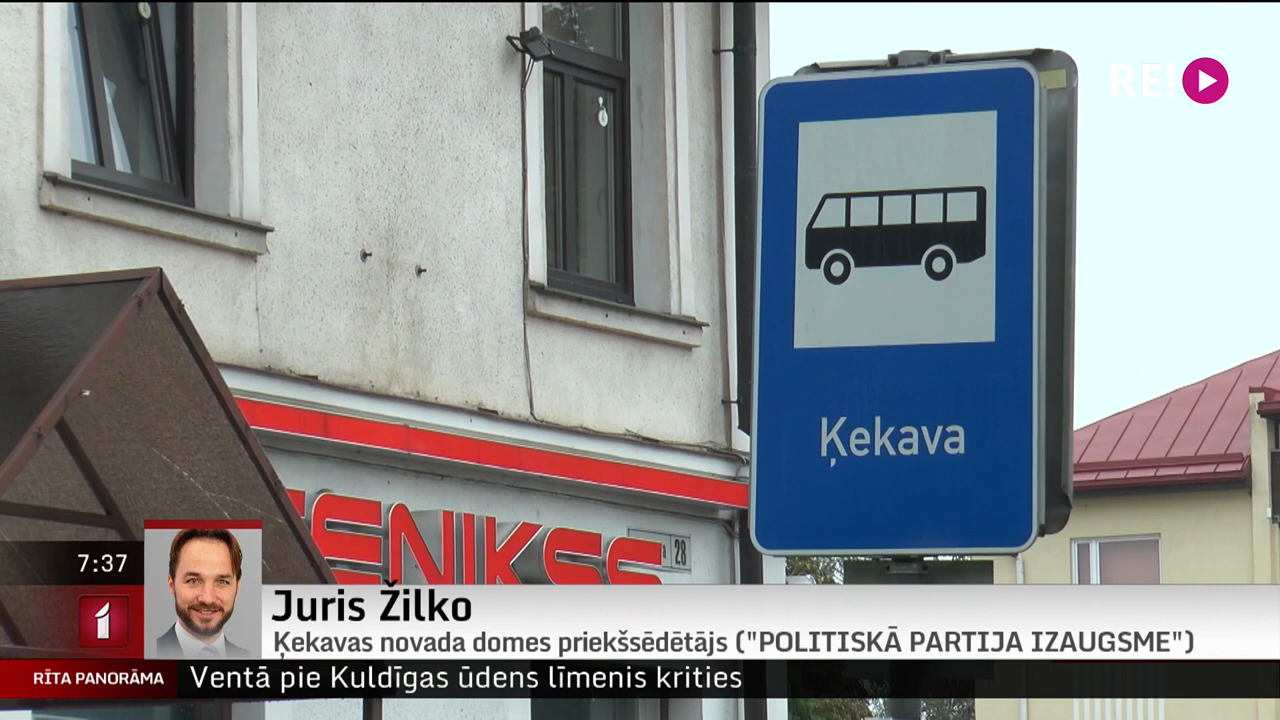 RE!
Ķekava
ENIKSS
28
7:37
1
Juris Žilko
Ķekavas novada domes priekšsēdētājs ("POLITISKĀ PARTIJA IZAUGSME")
RĪTA PANORĀMA
Ventā pie Kuldīgas ūdens līmenis krities